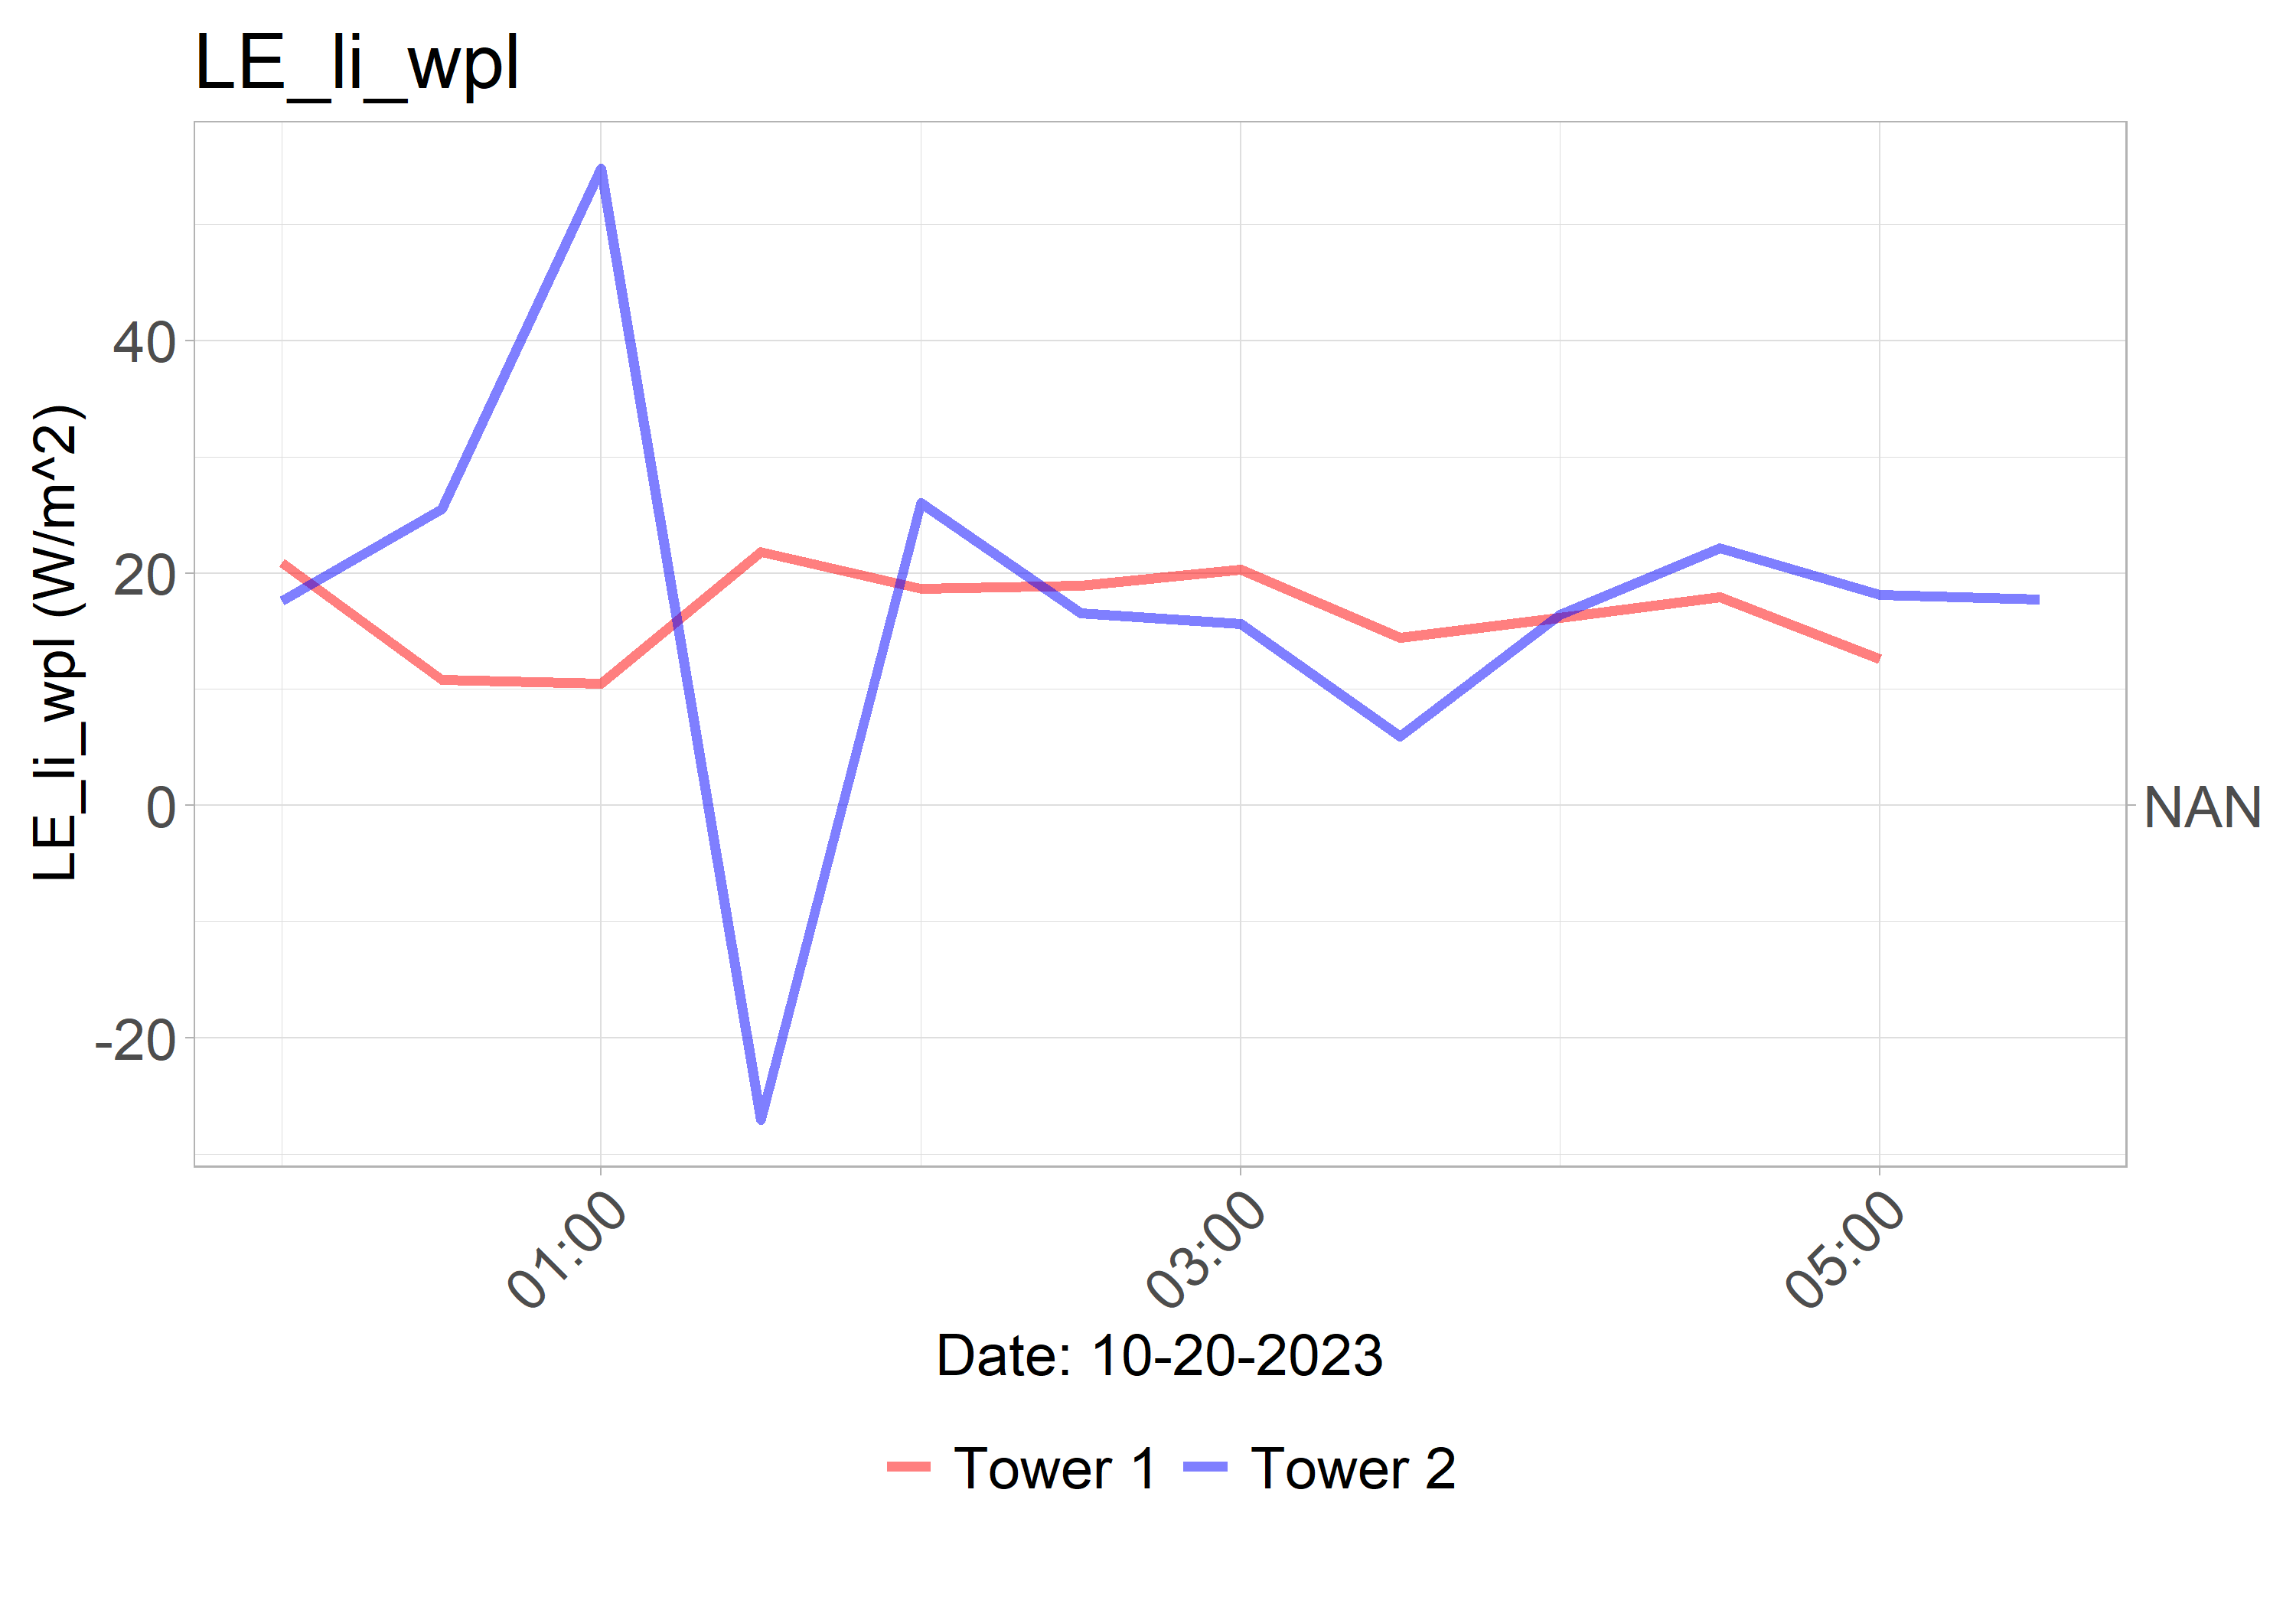 LE_li_wpl
LE_li_wpl (W/m^2)
40
20
0
-20
NAN
01:00
03:00
05:00
Date: 10-20-2023
Tower 1
Tower 2